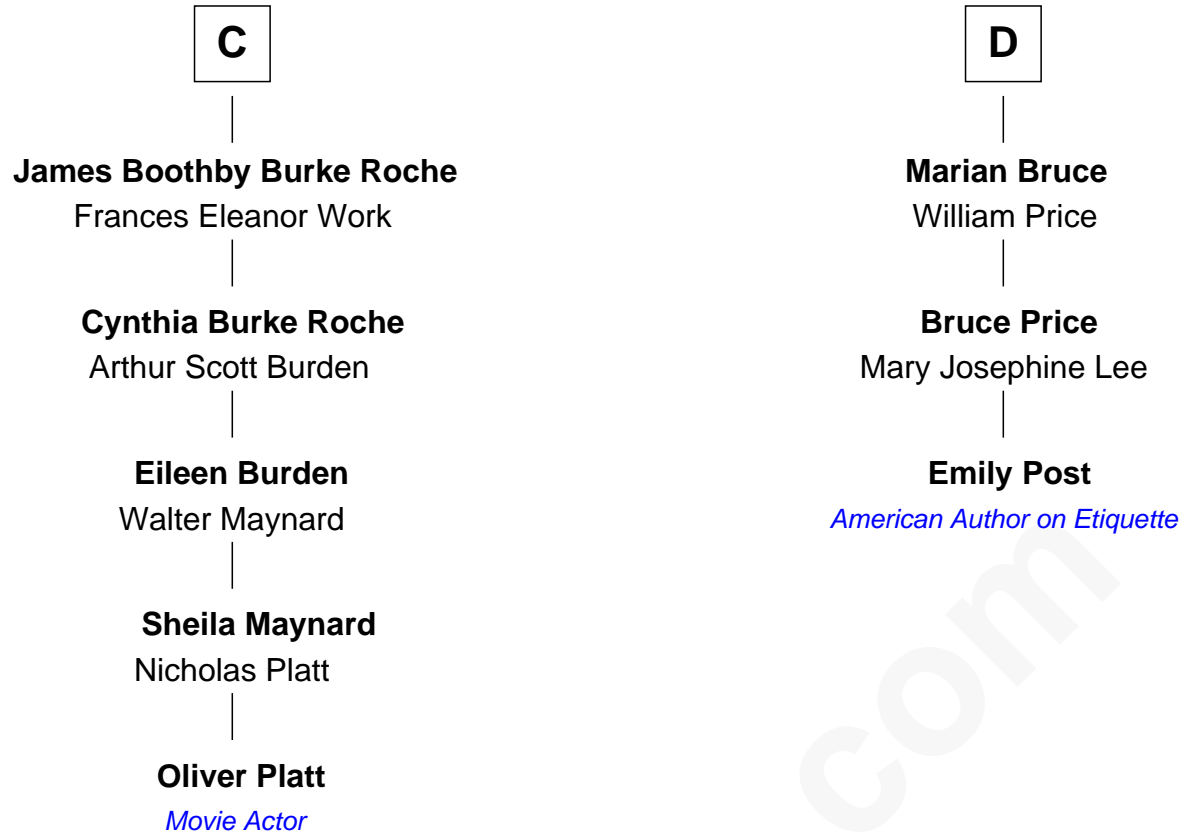 C
James Boothby Burke Roche
Frances Eleanor Work
Cynthia Burke Roche
Arthur Scott Burden
Eileen Burden
Walter Maynard
Sheila Maynard
Nicholas Platt
Oliver Platt
Movie Actor
D
Marian Bruce
William Price
Bruce Price
Mary Josephine Lee
Emily Post
American Author on Etiquette
com